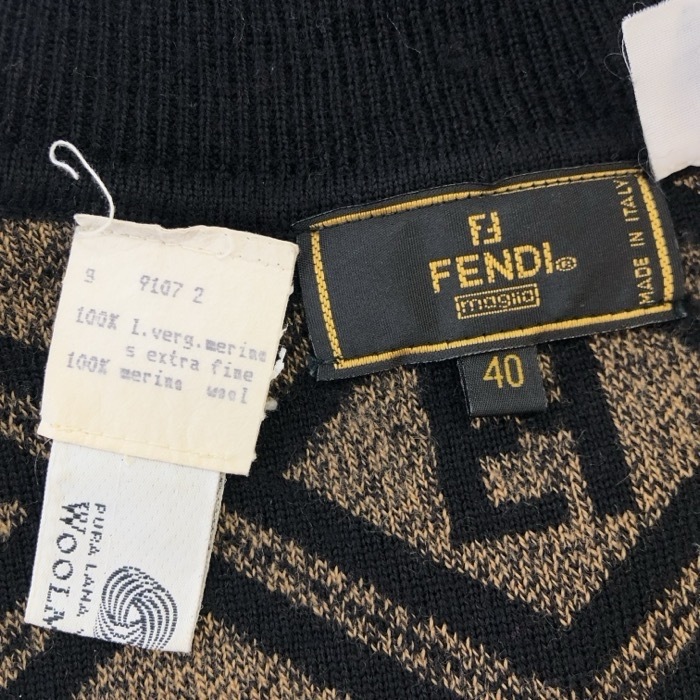 9 9107 2
100% l.verg.merino
s extra fine
100% merino wool
PURA LANA
WOOL
FENDI®
maglia
MADE IN ITALY
40